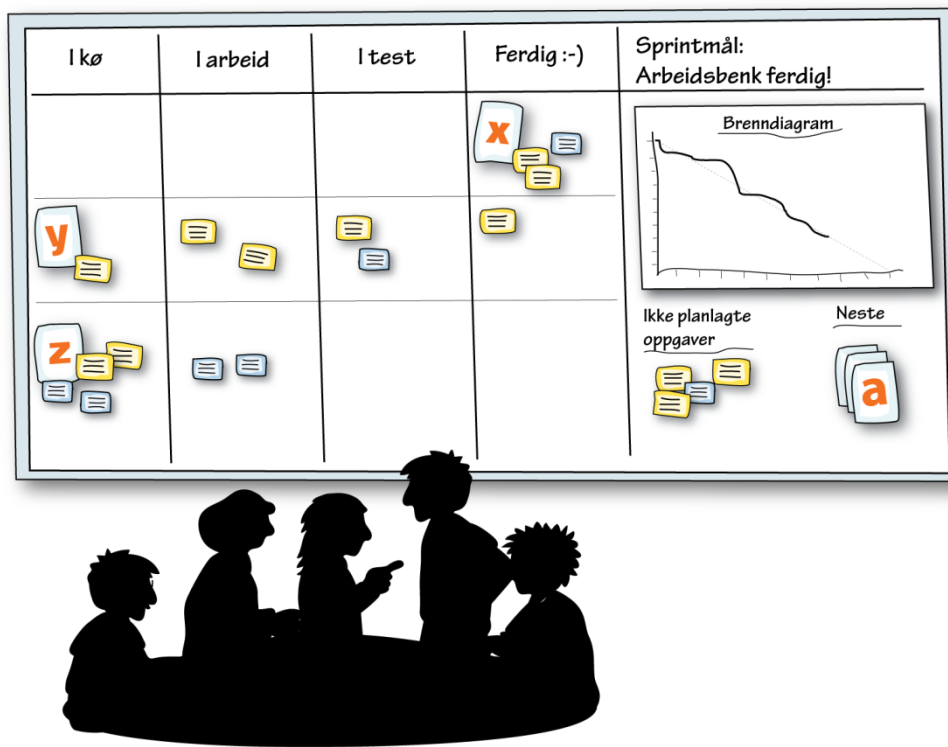 I kø
I arbeid
I test
Ferdig :-)
Sprintmål:
Arbeidsbenk ferdig!
x
Brenndiagram
y
z
Ikke planlagte
oppgaver
Neste
a